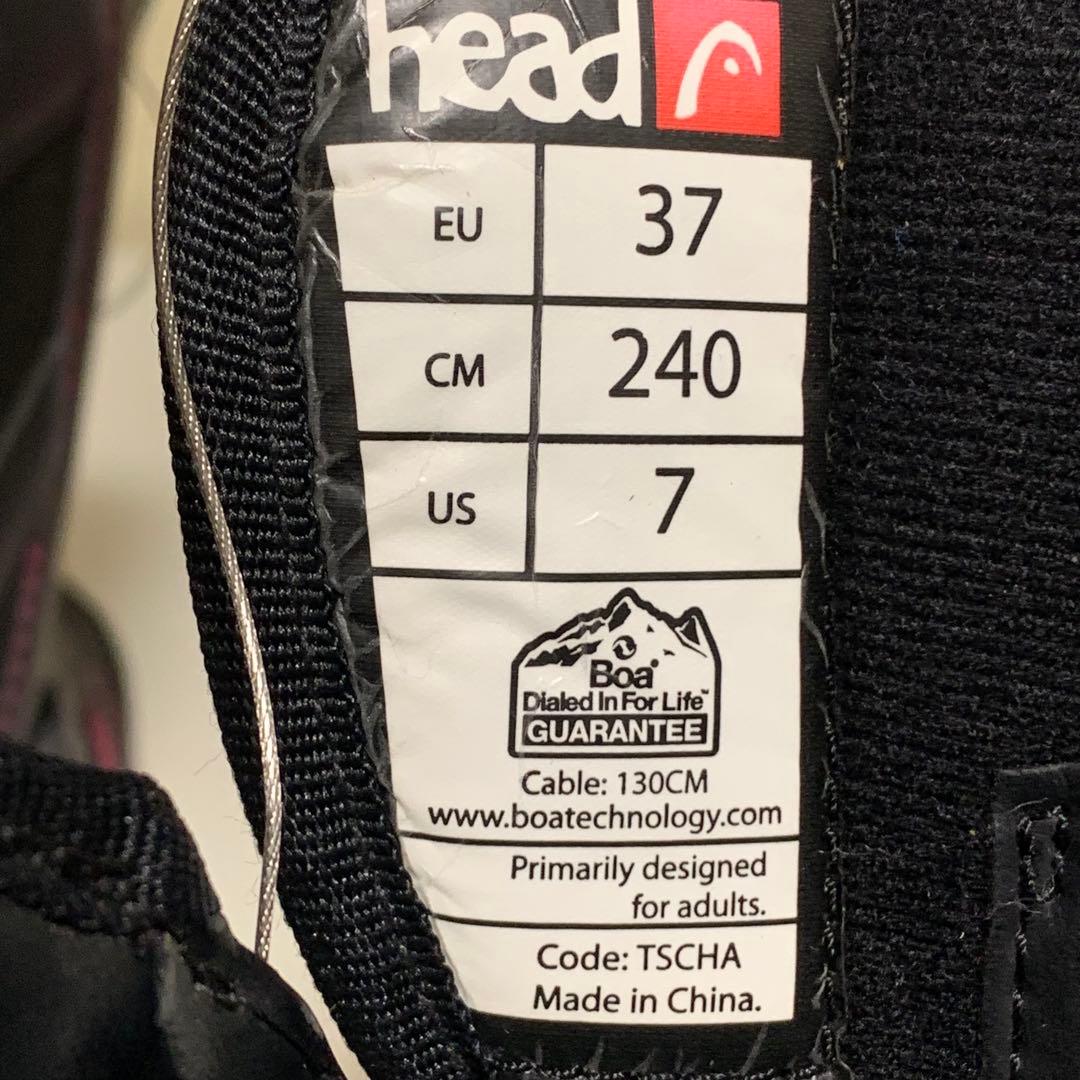 head
EU 37
CM 240
US 7
Boa®
Dialed In For Life™
GUARANTEE
Cable: 130CM
www.boatechnology.com
Primarily designed
for adults.
Code: TSCHA
Made in China.